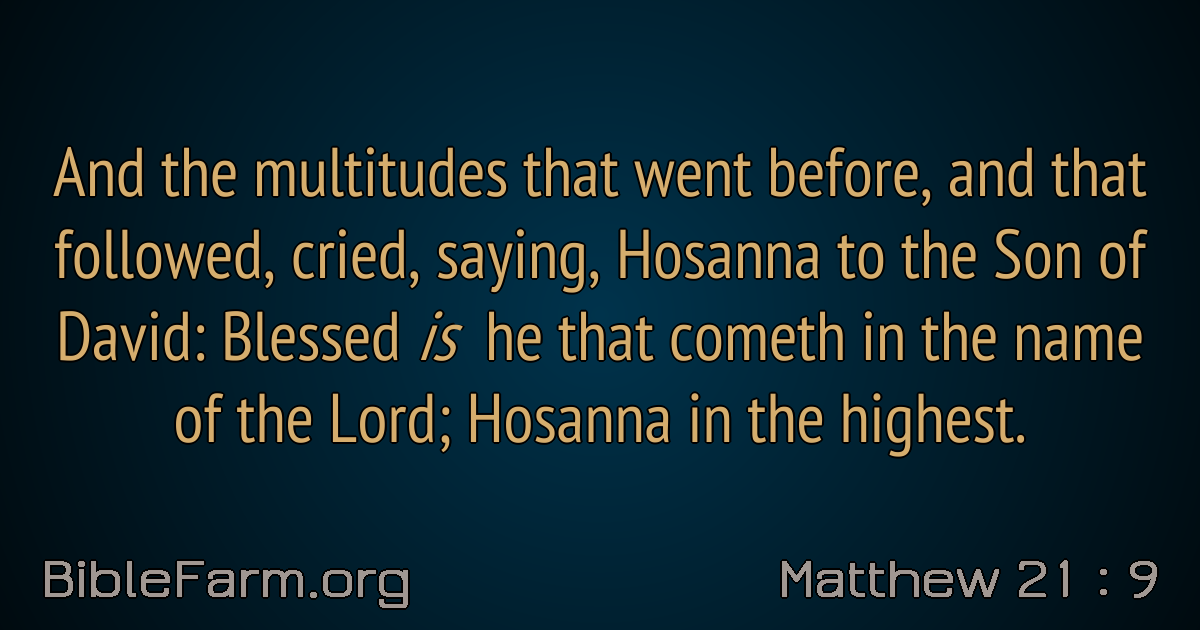 And the multitudes that went before, and that
followed, cried, saying, Hosanna to the Son of
David: Blessed is he that cometh in the name
of the Lord; Hosanna in the highest.
BibleFarm.org
Matthew 21 : 9